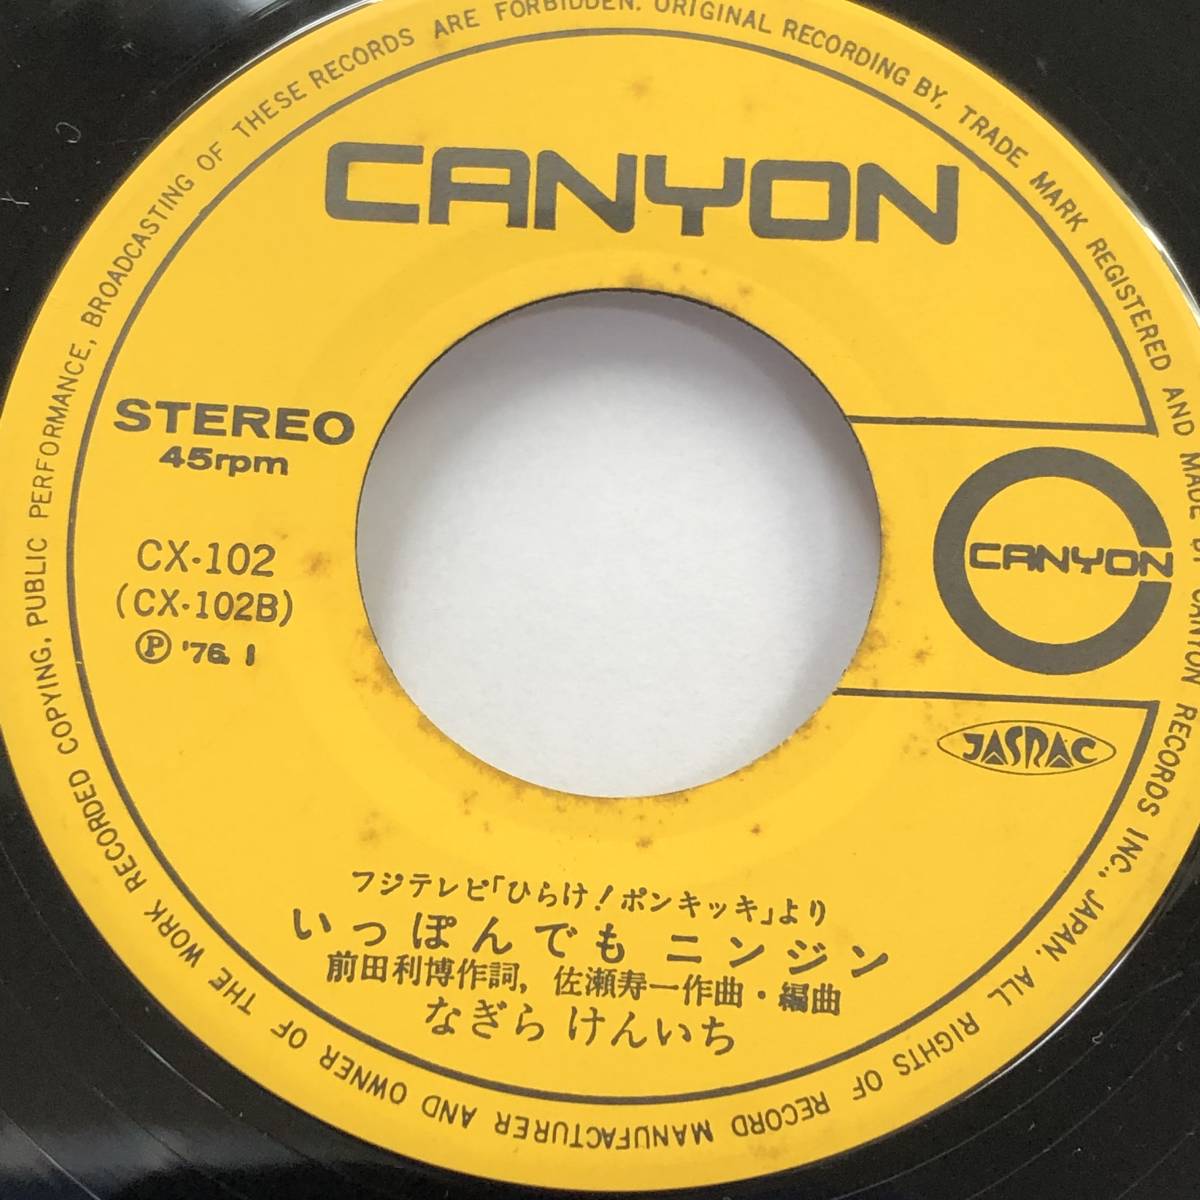 CANYON
STEREO
45rpm
CX-102
(CX-102B)
Ⓟ '76. 1
CANYON
JASRAC
フジテレビ「ひらけ!ポンキッキ」より
いっぽんでも ニンジン
前田利博作詞, 佐瀬寿一作曲・編曲
なぎら けんいち
ALL RIGHTS OF RECORD MANUFACTURER AND OWNER OF THE WORK RECORDED COPYING, PUBLIC PERFORMANCE, BROADCASTING OF THESE RECORDS ARE FORBIDDEN. ORIGINAL RECORDING BY, TRADE MARK REGISTERED AND MADE BY CANYON RECORDS INC., JAPAN.